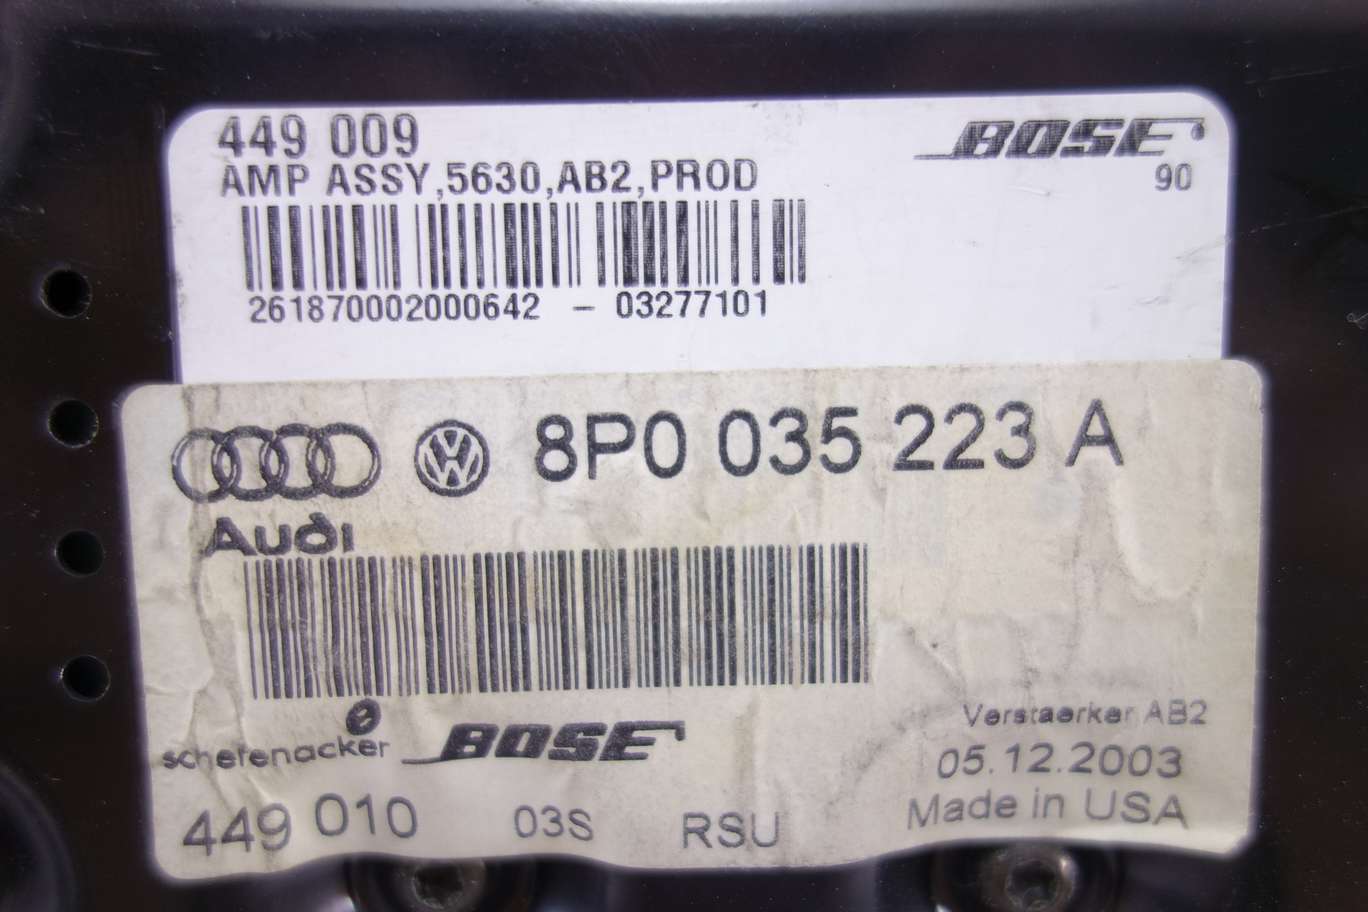 449 009
BOSE
AMP ASSY,5630,AB2,PROD
90
261870002000642 - 03277101
8P0 035 223 A
Audi
schefenacker
BOSE
Verstaerker AB2
05.12.2003
Made in USA
449 010 03S RSU